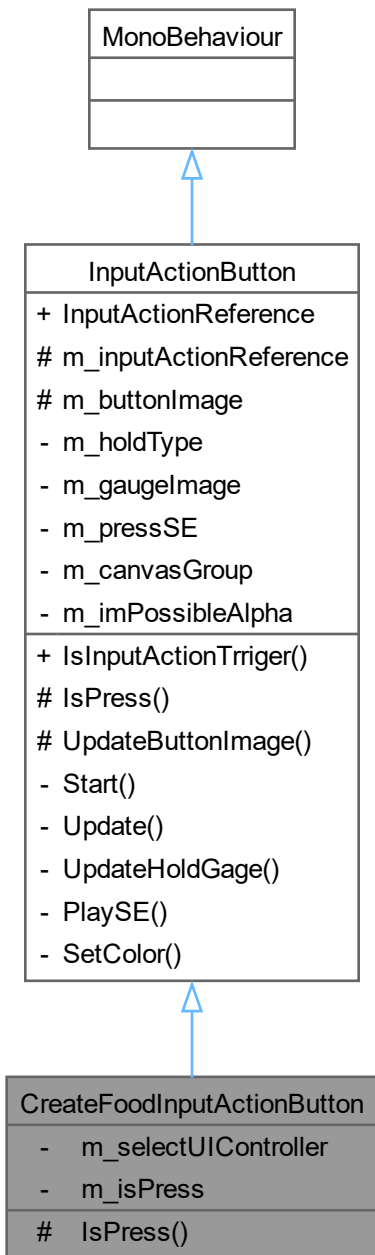 MonoBehaviour
InputActionButton
+ InputActionReference
# m_inputActionReference
# m_buttonImage
- m_holdType
- m_gaugeImage
- m_pressSE
- m_canvasGroup
- m_imPossibleAlpha
+ IsInputActionTrriger()
# IsPress()
# UpdateButtonImage()
- Start()
- Update()
- UpdateHoldGage()
- PlaySE()
- SetColor()
CreateFoodInputActionButton
- m_selectUIController
- m_isPress
# IsPress()